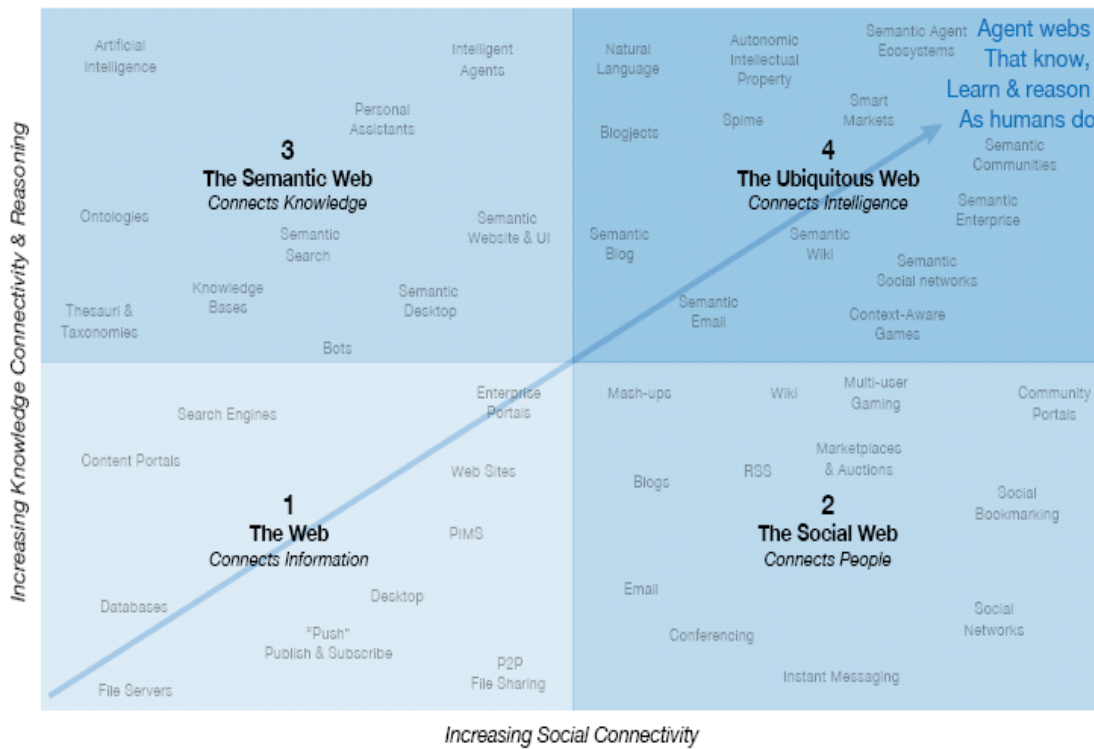 Artificial
Intelligence
Intelligent
Agents
Personal
Assistants
3
The Semantic Web
Connects Knowledge
Ontologies
Semantic
Search
Semantic
Website & UI
Knowledge
Bases
Semantic
Desktop
Thesauri &
Taxonomies
Bots
Natural
Language
Autonomic
Intellectual
Property
Semantic Agent
Ecosystems
Agent webs
That know,
Learn & reason
As humans do
Blogjects
Spime
Smart
Markets
4
The Ubiquitous Web
Connects Intelligence
Semantic
Communities
Semantic
Enterprise
Semantic
Blog
Semantic
Wiki
Semantic
Social networks
Semantic
Email
Context-Aware
Games
Search Engines
Enterprise
Portals
Content Portals
Web Sites
1
The Web
Connects Information
PIMS
Databases
Desktop
"Push"
Publish & Subscribe
File Servers
P2P
File Sharing
Mash-ups
Wiki
Multi-user
Gaming
Community
Portals
Blogs
RSS
Marketplaces
& Auctions
Social
Bookmarking
2
The Social Web
Connects People
Email
Conferencing
Social
Networks
Instant Messaging
Increasing Knowledge Connectivity & Reasoning
Increasing Social Connectivity